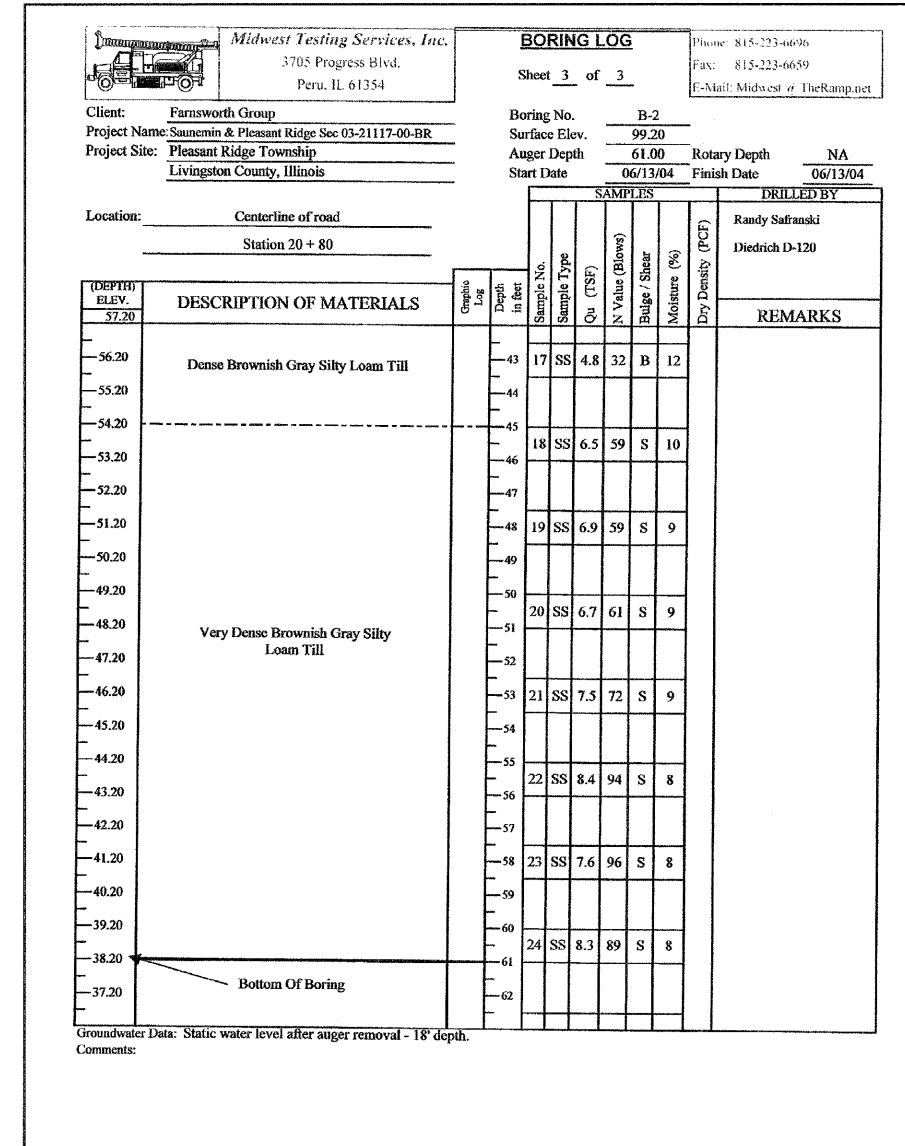 Midwest Testing Services, Inc.
3705 Progress Blvd.
Peru, IL 61354
BORING LOG
Sheet 3 of 3
Phone: 815-223-6696
Fax: 815-223-6659
E-Mail: Midwest @ TheRamp.net
Client: Farnsworth Group
Project Name: Saunemin & Pleasant Ridge Sec 03-21117-00-BR
Project Site: Pleasant Ridge Township
Livingston County, Illinois
Boring No. B-2
Surface Elev. 99.20
Auger Depth 61.00 Rotary Depth NA
Start Date 06/13/04 Finish Date 06/13/04
Location: Centerline of road
Station 20 + 80
SAMPLES
DRILLED BY
Randy Safranski
Diedrich D-120
(DEPTH) ELEV. 57.20
DESCRIPTION OF MATERIALS
Graphic Log
Depth in feet
Sample No.
Sample Type
Qu (TSF)
N Value (Blows)
Bulge / Shear
Moisture (%)
Dry Density (PCF)
REMARKS
56.20 Dense Brownish Gray Silty Loam Till 43 17 SS 4.8 32 B 12
55.20 44
54.20 45
18 SS 6.5 59 S 10
53.20 46
52.20 47
51.20 48 19 SS 6.9 59 S 9
50.20 49
49.20 50
20 SS 6.7 61 S 9
48.20 51
Very Dense Brownish Gray Silty
Loam Till
47.20 52
46.20 53 21 SS 7.5 72 S 9
45.20 54
44.20 55
22 SS 8.4 94 S 8
43.20 56
42.20 57
41.20 58 23 SS 7.6 96 S 8
40.20 59
39.20 60
24 SS 8.3 89 S 8
38.20 61
Bottom Of Boring
37.20 62
Groundwater Data: Static water level after auger removal - 18' depth.
Comments: